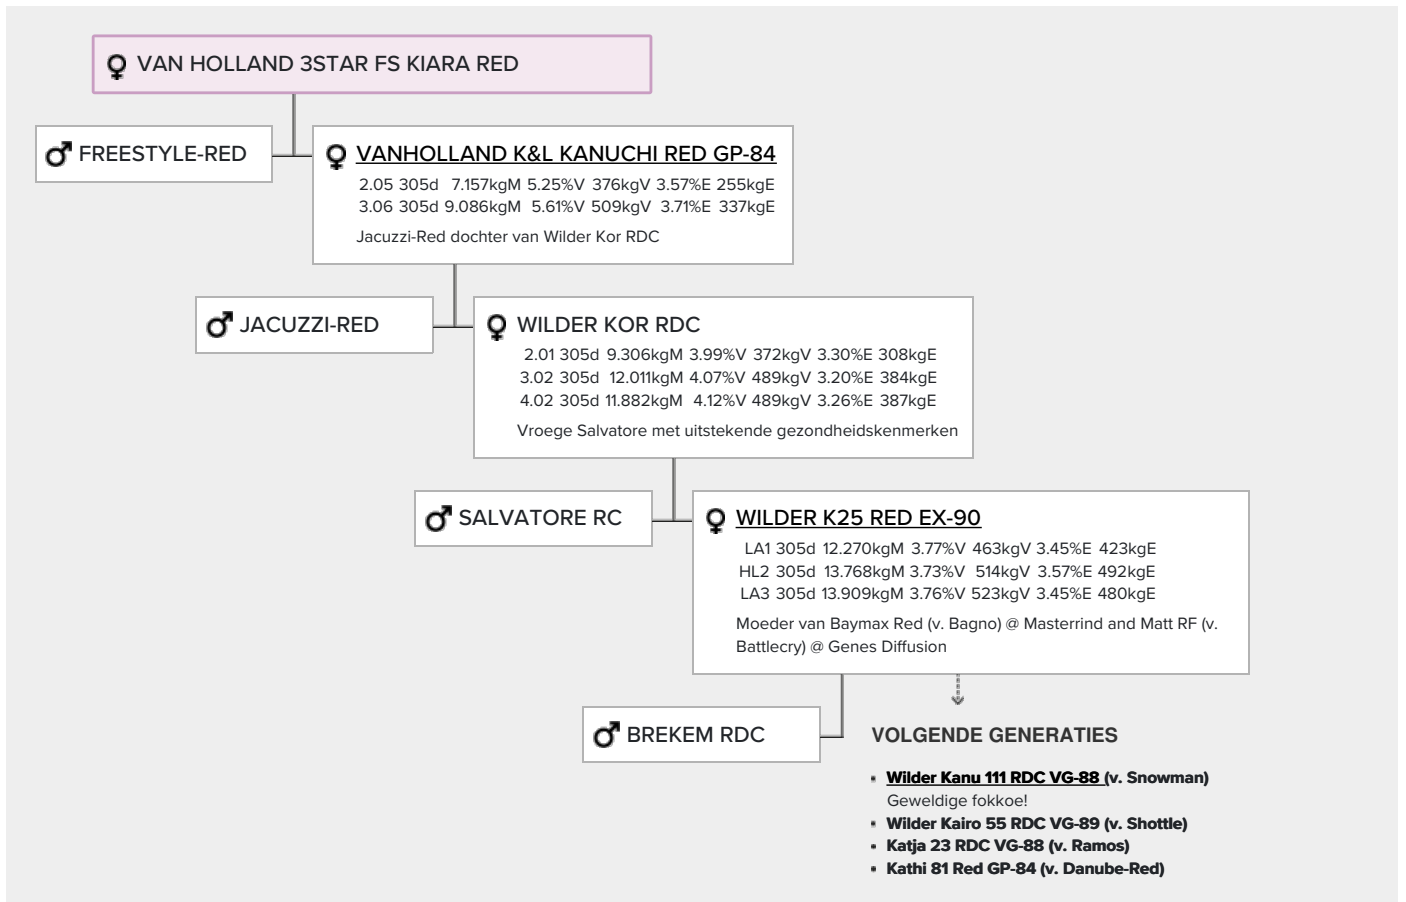 VAN HOLLAND 3STAR FS KIARA RED
FREESTYLE-RED
VANHOLLAND K&L KANUCHI RED GP-84
2.05 305d 7.157kgM 5.25%V 376kgV 3.57%E 255kgE
3.06 305d 9.086kgM 5.61%V 509kgV 3.71%E 337kgE
Jacuzzi-Red dochter van Wilder Kor RDC
JACUZZI-RED
WILDER KOR RDC
2.01 305d 9.306kgM 3.99%V 372kgV 3.30%E 308kgE
3.02 305d 12.011kgM 4.07%V 489kgV 3.20%E 384kgE
4.02 305d 11.882kgM 4.12%V 489kgV 3.26%E 387kgE
Vroege Salvatore met uitstekende gezondheidskenmerken
SALVATORE RC
WILDER K25 RED EX-90
LA1 305d 12.270kgM 3.77%V 463kgV 3.45%E 423kgE
HL2 305d 13.768kgM 3.73%V 514kgV 3.57%E 492kgE
LA3 305d 13.909kgM 3.76%V 523kgV 3.45%E 480kgE
Moeder van Baymax Red (v. Bagno) @ Masterrind and Matt RF (v.
Battlecry) @ Genes Diffusion
BREKEM RDC
VOLGENDE GENERATIES
Wilder Kanu 111 RDC VG-88 (v. Snowman)
Geweldige fokkoe!
Wilder Kairo 55 RDC VG-89 (v. Shottle)
Katja 23 RDC VG-88 (v. Ramos)
Kathi 81 Red GP-84 (v. Danube-Red)